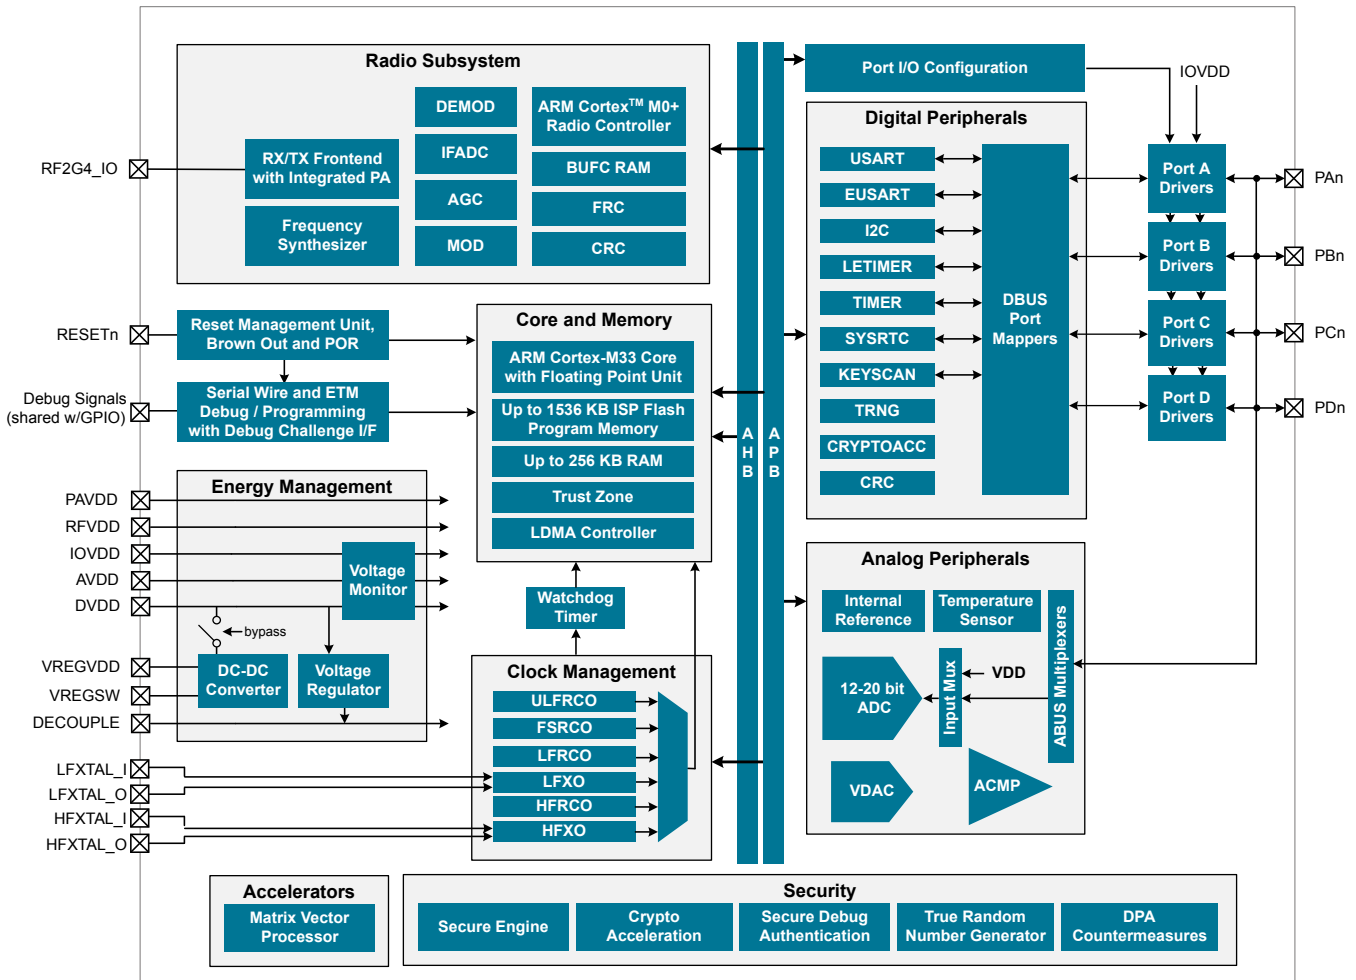 Radio Subsystem
DEMOD
IFADC
AGC
MOD
ARM Cortex™ M0+
Radio Controller
BUFC RAM
FRC
CRC
RX/TX Frontend
with Integrated PA
Frequency
Synthesizer
RF2G4_IO
RESETn
Reset Management Unit,
Brown Out and POR
Debug Signals
(shared w/GPIO)
Serial Wire and ETM
Debug / Programming
with Debug Challenge I/F
Core and Memory
ARM Cortex-M33 Core
with Floating Point Unit
Up to 1536 KB ISP Flash
Program Memory
Up to 256 KB RAM
Trust Zone
LDMA Controller
Energy Management
PAVDD
RFVDD
IOVDD
AVDD
DVDD
VREGVDD
VREGSW
DECOUPLE
Voltage
Monitor
bypass
DC-DC
Converter
Voltage
Regulator
Watchdog
Timer
Clock Management
ULFRCO
FSRCO
LFRCO
LFXO
HFRCO
HFXO
LFXTAL_I
LFXTAL_O
HFXTAL_I
HFXTAL_O
AHB
APB
Port I/O Configuration
IOVDD
Digital Peripherals
USART
EUSART
I2C
LETIMER
TIMER
SYSRTC
KEYSCAN
TRNG
CRYPTOACC
CRC
DBUS
Port
Mappers
Port A
Drivers
Port B
Drivers
Port C
Drivers
Port D
Drivers
PAn
PBn
PCn
PDn
Analog Peripherals
Internal
Reference
Temperature
Sensor
12-20 bit
ADC
Input Mux
VDD
ABUS Multiplexers
VDAC
ACMP
Accelerators
Matrix Vector
Processor
Security
Secure Engine
Crypto
Acceleration
Secure Debug
Authentication
True Random
Number Generator
DPA
Countermeasures